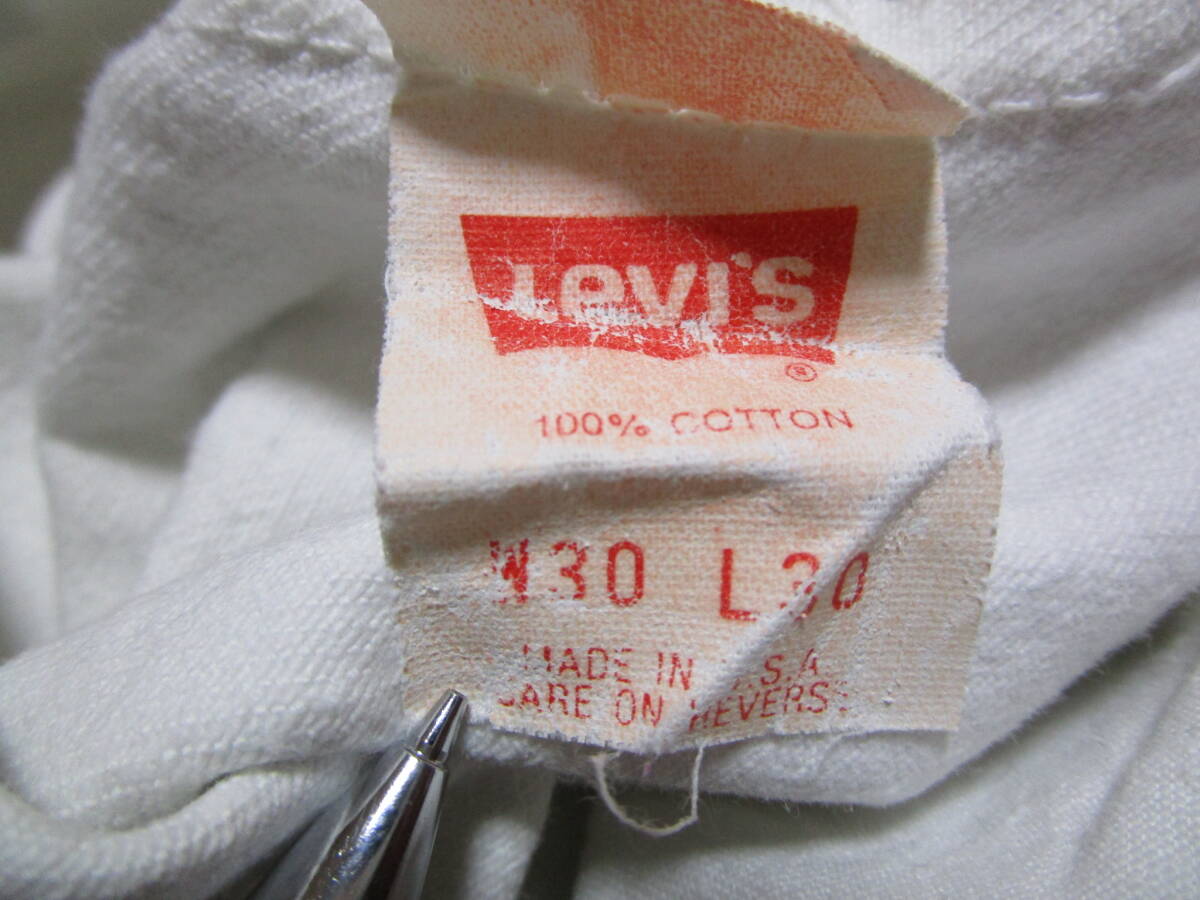 Levi's
®
100% COTTON
W30 L30
MADE IN U.S.A.
CARE ON REVERSE